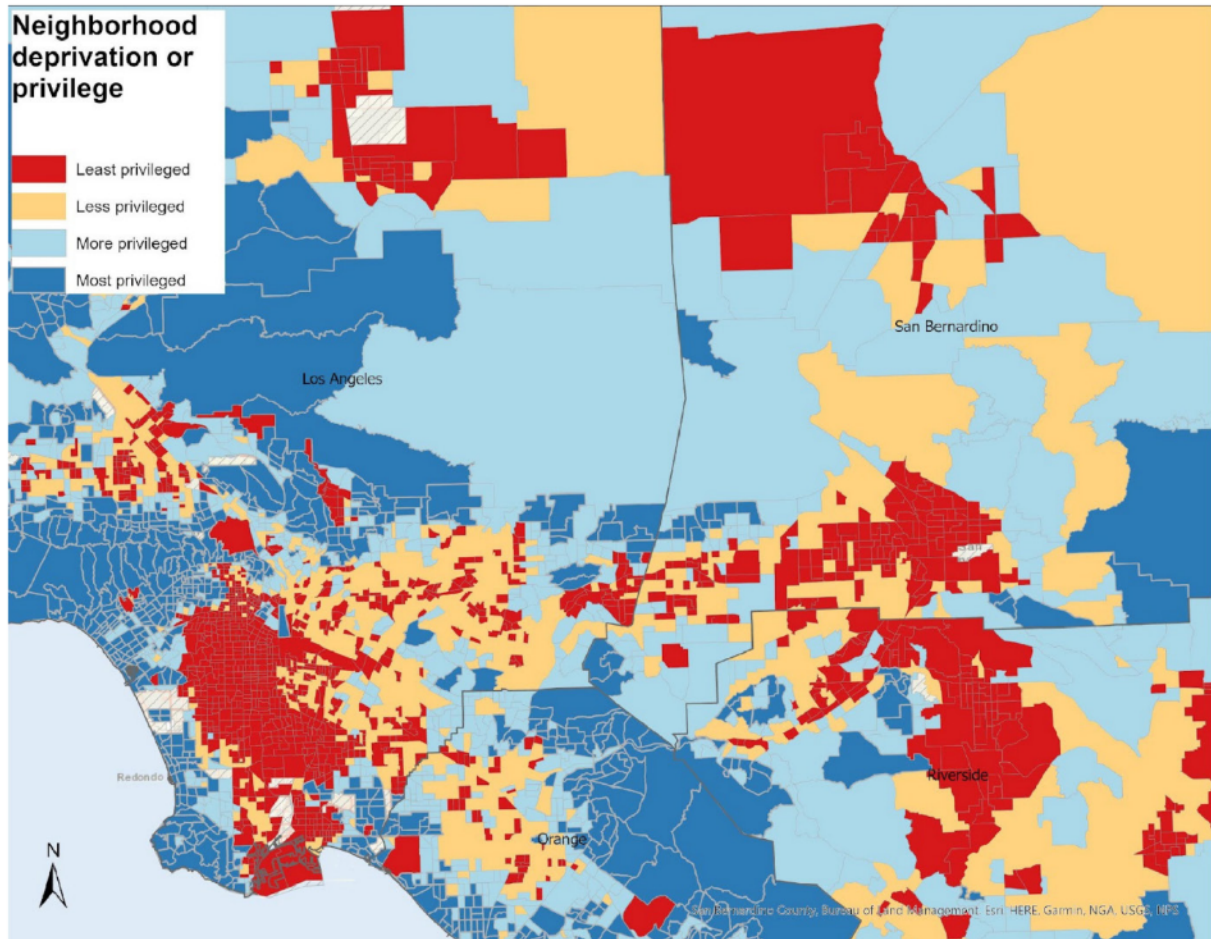 Neighborhood
deprivation or
privilege
Least privileged
Less privileged
More privileged
Most privileged
Los Angeles
San Bernardino
San
Redondo
Riverside
Orange
N
San Bernardino County, Bureau of Land Management, Esri, HERE, Garmin, NGA, USGS, NPS